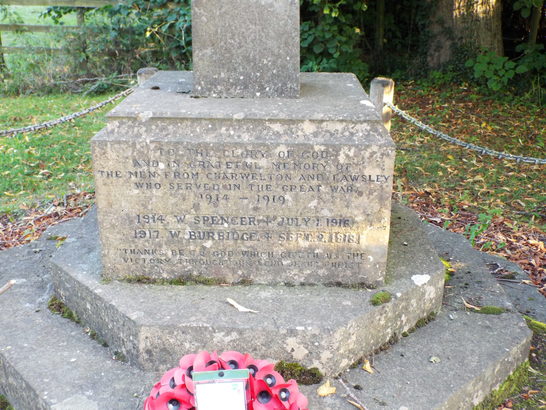 TO THE GLORY OF GOD
AND IN GRATEFUL MEMORY OF
THE MEN FROM CHARWELTON AND FAWSLEY
WHO SERVED IN THE GREAT WAR
1914 — 1919
1914. W. SPENCER + JULY 1. 1916
1917. W. BURBIDGE + SEPT. 2. 1918
"THANKS BE TO GOD WHICH GIVETH US THE
VICTORY THROUGH